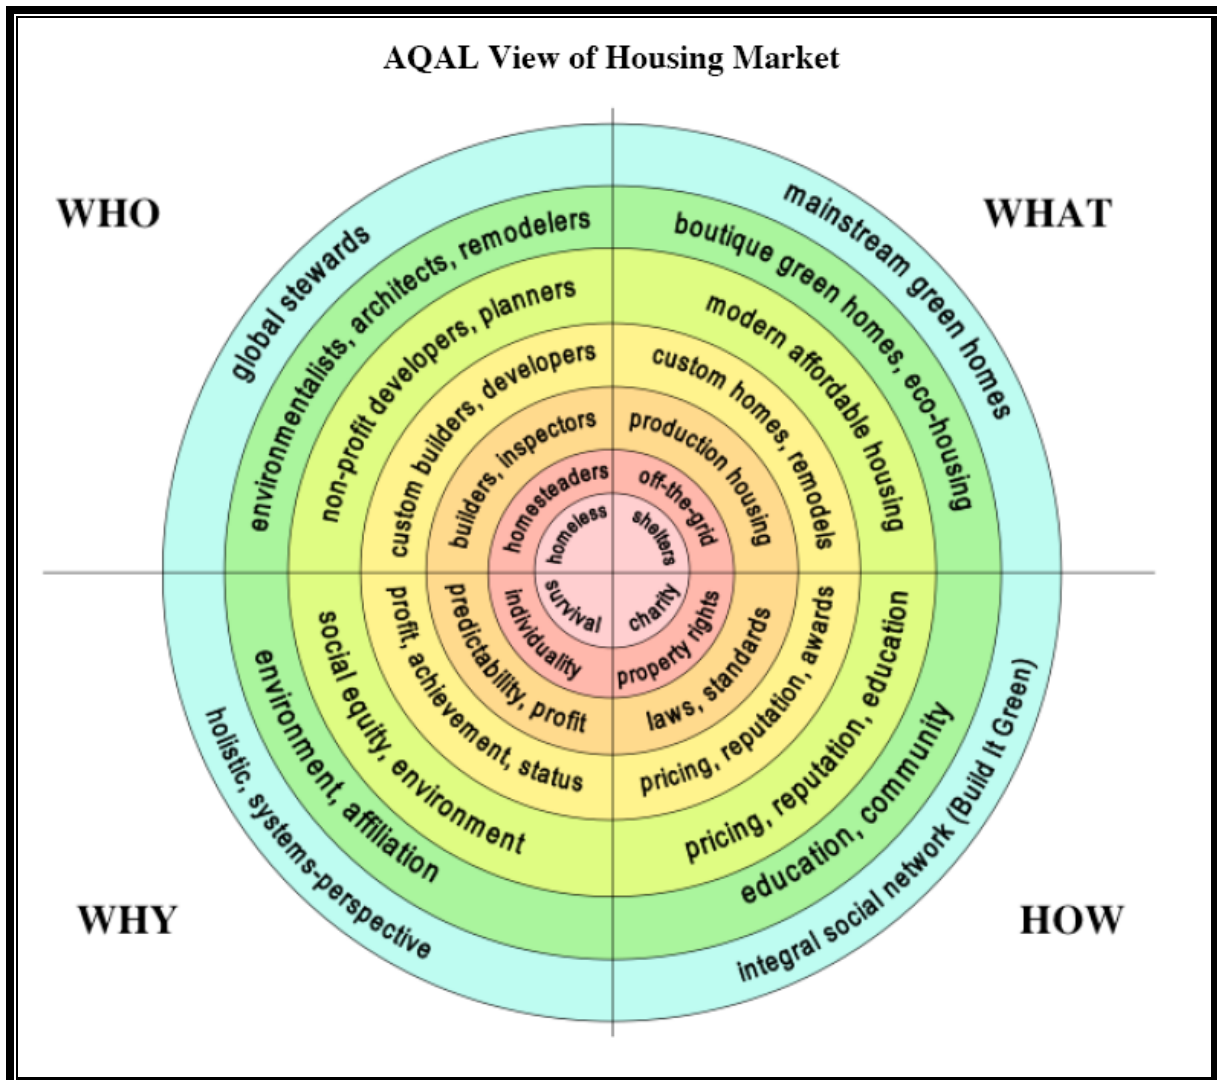 AQAL View of Housing Market
WHO
global stewards
environmentalists, architects, remodelers
non-profit developers, planners
custom builders, developers
builders, inspectors
homesteaders
homeless
WHAT
mainstream green homes
boutique green homes, eco-housing
modern affordable housing
custom homes, remodels
production housing
off-the-grid
shelters
WHY
survival
individuality
predictability, profit
profit, achievement, status
social equity, environment
environment, affiliation
holistic, systems-perspective
HOW
charity
property rights
laws, standards
pricing, reputation, awards
pricing, reputation, education
education, community
integral social network (Build It Green)